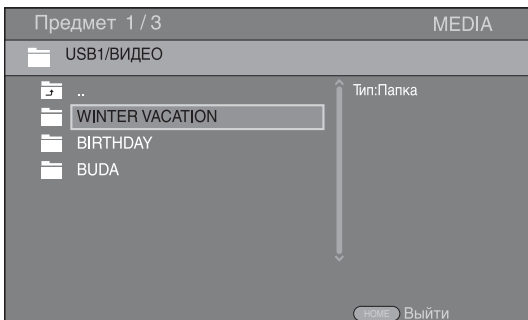 Предмет 1/3 MEDIA
USB1/ВИДЕО
..
WINTER VACATION
BIRTHDAY
BUDA
Тип:Папка
HOME Выйти